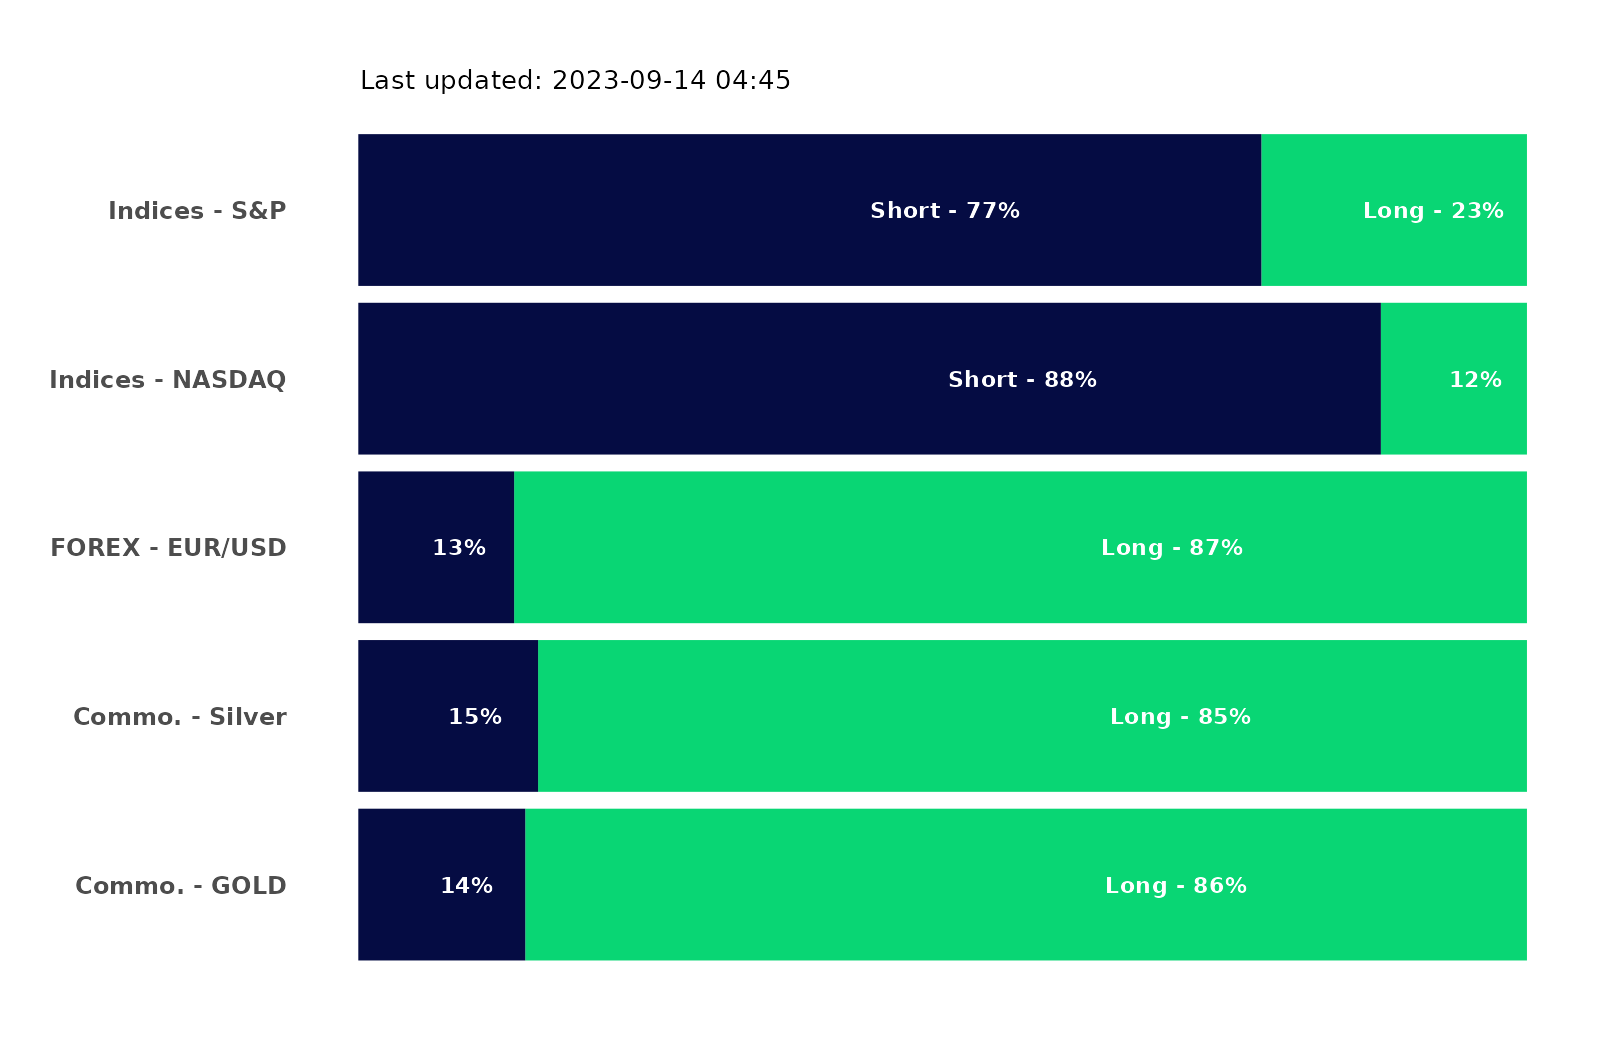 Last updated: 2023-09-14 04:45
Indices - S&P
Short - 77%
Long - 23%
Indices - NASDAQ
Short - 88%
12%
FOREX - EUR/USD
13%
Long - 87%
Commo. - Silver
15%
Long - 85%
Commo. - GOLD
14%
Long - 86%